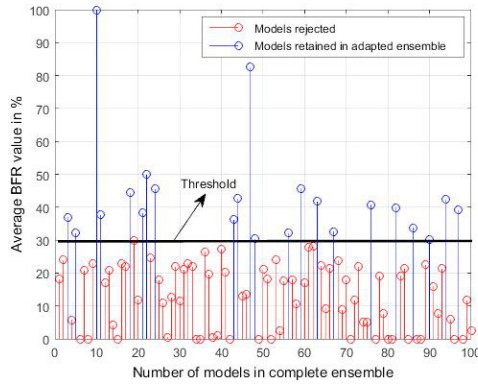 100
90
80
70
60
50
40
30
20
10
0
Average BFR value in %
Models rejected
Models retained in adapted ensemble
Threshold
0 10 20 30 40 50 60 70 80 90 100
Number of models in complete ensemble